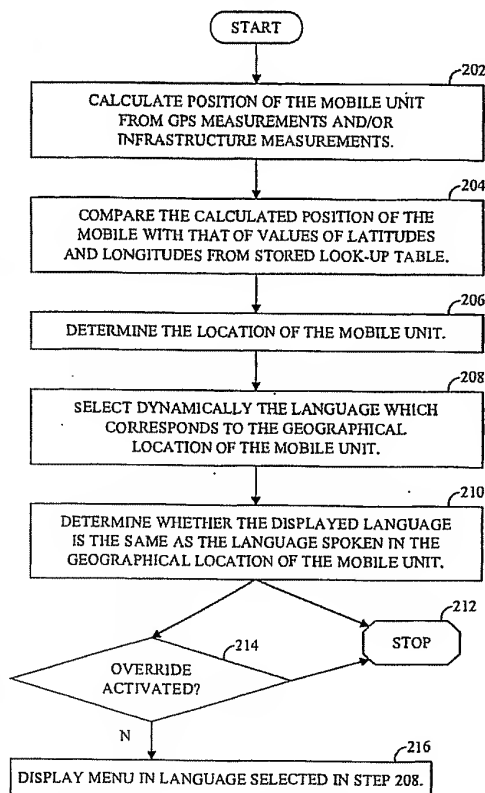 START
202
CALCULATE POSITION OF THE MOBILE UNIT
FROM GPS MEASUREMENTS AND/OR
INFRASTRUCTURE MEASUREMENTS.
204
COMPARE THE CALCULATED POSITION OF THE
MOBILE WITH THAT OF VALUES OF LATITUDES
AND LONGITUDES FROM STORED LOOK-UP TABLE.
206
DETERMINE THE LOCATION OF THE MOBILE UNIT.
208
SELECT DYNAMICALLY THE LANGUAGE WHICH
CORRESPONDS TO THE GEOGRAPHICAL
LOCATION OF THE MOBILE UNIT.
210
DETERMINE WHETHER THE DISPLAYED LANGUAGE
IS THE SAME AS THE LANGUAGE SPOKEN IN THE
GEOGRAPHICAL LOCATION OF THE MOBILE UNIT.
212
STOP
214
OVERRIDE
ACTIVATED?
N
216
DISPLAY MENU IN LANGUAGE SELECTED IN STEP 208.